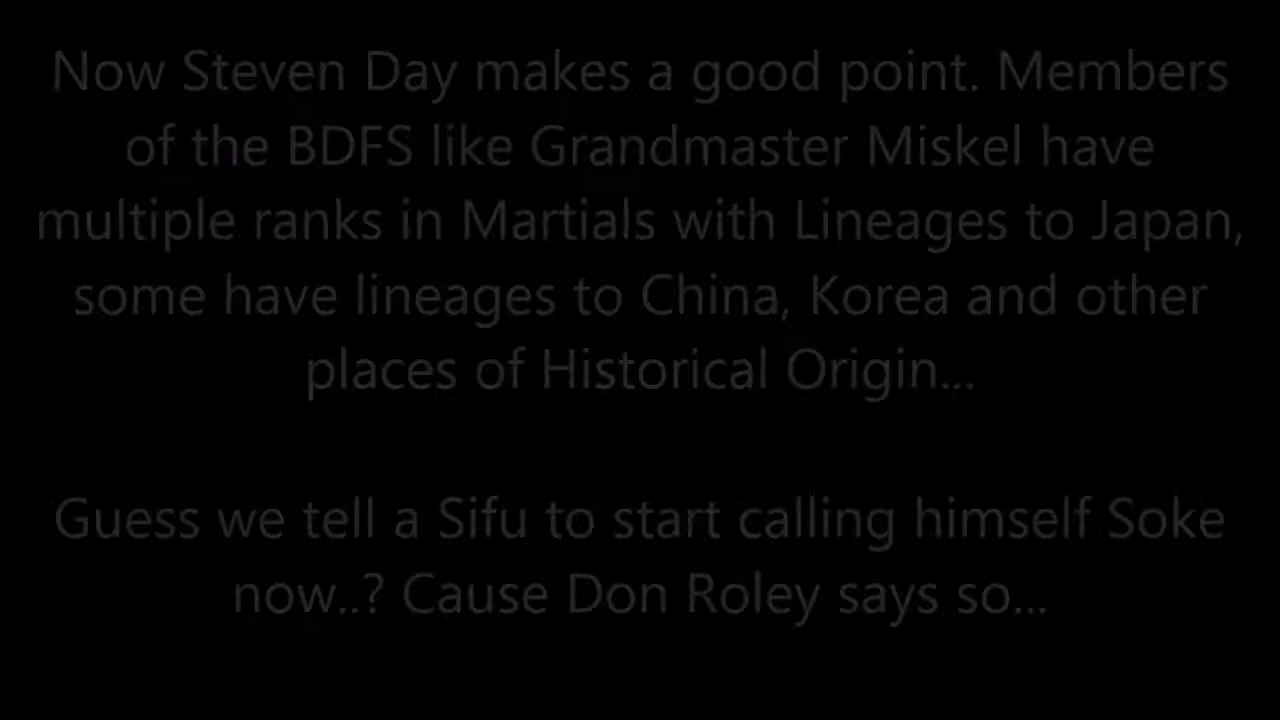 Now Steven Day makes a good point. Members
of the BDFS like Grandmaster Miskel have
multiple ranks in Martials with Lineages to Japan,
some have lineages to China, Korea and other
places of Historical Origin...
Guess we tell a Sifu to start calling himself Soke
now..? Cause Don Roley says so...